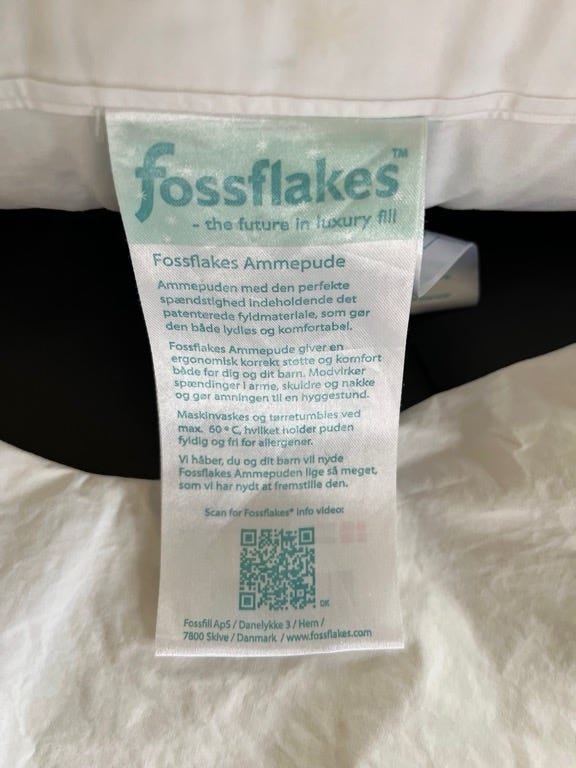 fossflakes™
- the future in luxury fill
Fossflakes Ammepude
Ammepuden med den perfekte
spændstighed indeholdende det
patenterede fyldmateriale, som gør
den både lydløs og komfortabel.
Fossflakes Ammepude giver en
ergonomisk korrekt støtte og komfort
både for dig og dit barn. Modvirker
spændinger i arme, skuldre og nakke
og gør amningen til en hyggestund.
Maskinvaskes og tørretumbles ved
max. 60 ° C, hvilket holder puden
fyldig og fri for allergener.
Vi håber, du og dit barn vil nyde
Fossflakes Ammepuden lige så meget,
som vi har nydt at fremstille den.
Scan for Fossflakes® info video:
DK
Fossfill ApS / Danelykke 3 / Hem /
7800 Skive / Danmark / www.fossflakes.com